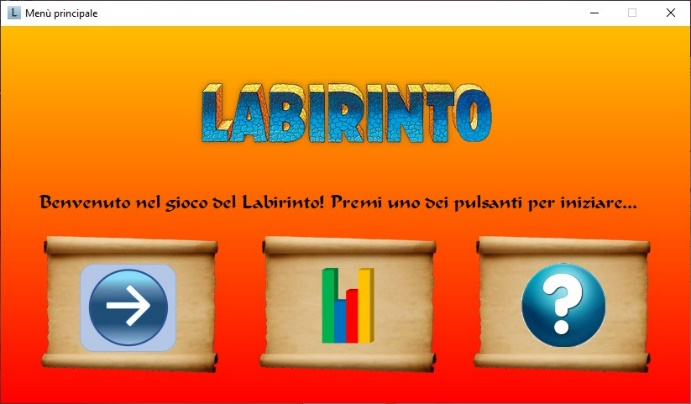 L Menù principale
LABIRINTO
Benvenuto nel gioco del Labirinto! Premi uno dei pulsanti per iniziare...
?